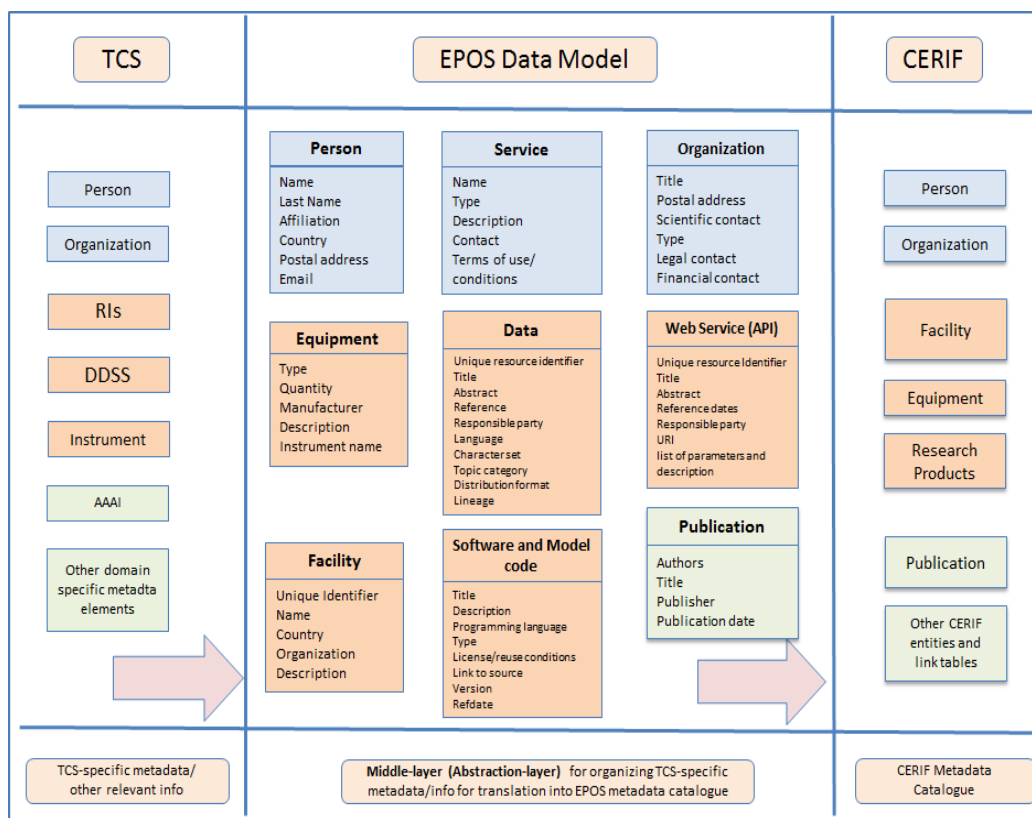 TCS
EPOS Data Model
CERIF
Person
Organization
RIs
DDSS
Instrument
AAAI
Other domain
specific metadta
elements
Person
Name
Last Name
Affiliation
Country
Postal address
Email
Service
Name
Type
Description
Contact
Terms of use/
conditions
Organization
Title
Postal address
Scientific contact
Type
Legal contact
Financial contact
Equipment
Type
Quantity
Manufacturer
Description
Instrument name
Data
Unique resource identifier
Title
Abstract
Reference
Responsible party
Language
Character set
Topic category
Distribution format
Lineage
Web Service (API)
Unique resource Identifier
Title
Abstract
Reference dates
Responsible party
URI
list of parameters and
description
Facility
Unique Identifier
Name
Country
Organization
Description
Software and Model
code
Title
Description
Programming language
Type
License/reuse conditions
Link to source
Version
Refdate
Publication
Authors
Title
Publisher
Publication date
Person
Organization
Facility
Equipment
Research
Products
Publication
Other CERIF
entities and
link tables
TCS-specific metadata/
other relevant info
Middle-layer (Abstraction-layer) for organizing TCS-specific
metadata/info for translation into EPOS metadata catalogue
CERIF Metadata
Catalogue